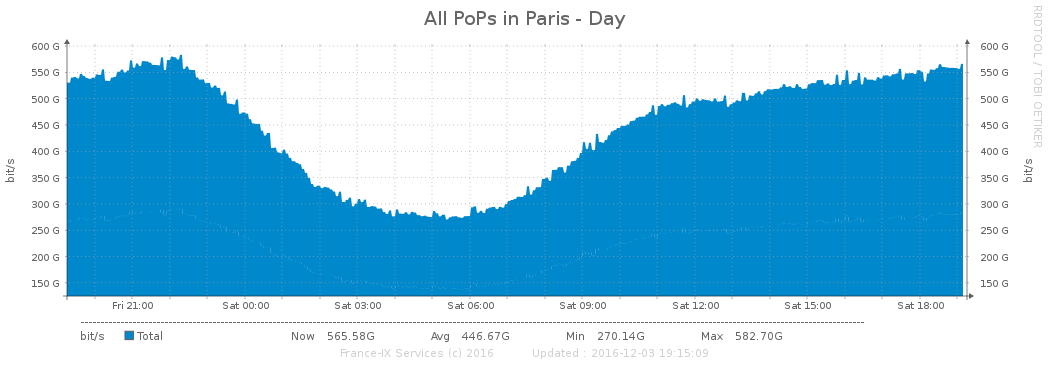 All PoPs in Paris - Day
RRDTOOL / TOBI OETIKER
bit/s
600 G
550 G
500 G
450 G
400 G
350 G
300 G
250 G
200 G
150 G
600 G
550 G
500 G
450 G
400 G
350 G
300 G
250 G
200 G
150 G
bit/s
Fri 21:00 Sat 00:00 Sat 03:00 Sat 06:00 Sat 09:00 Sat 12:00 Sat 15:00 Sat 18:00
bit/s Total Now 565.58G Avg 446.67G Min 270.14G Max 582.70G
France-IX Services (c) 2016 Updated : 2016-12-03 19:15:09